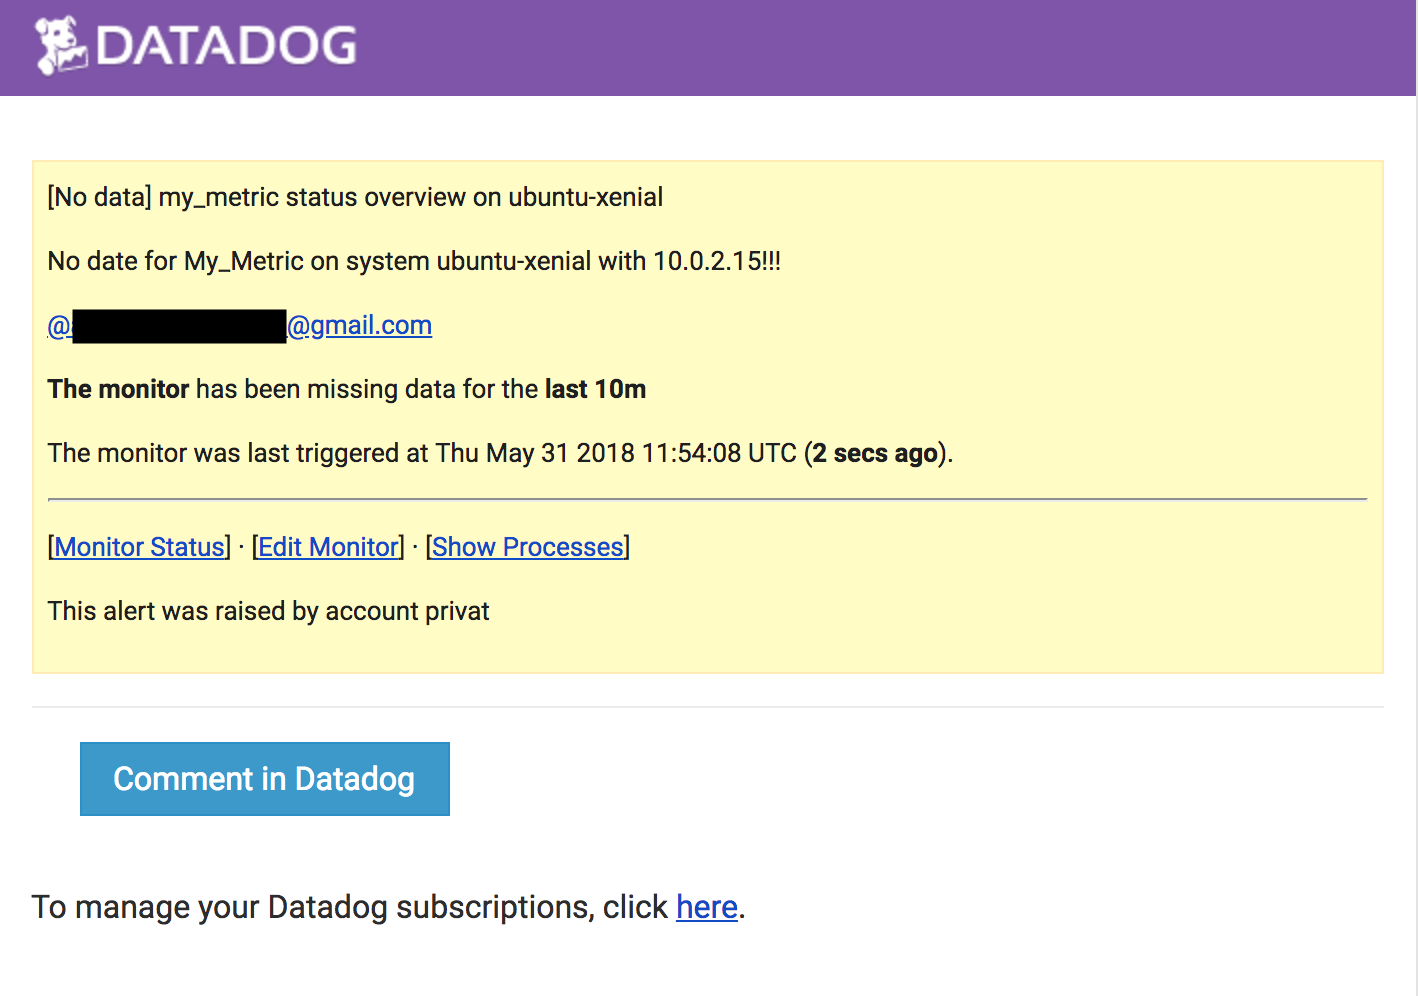 DATADOG
[No data] my_metric status overview on ubuntu-xenial
No date for My_Metric on system ubuntu-xenial with 10.0.2.15!!!
@ @gmail.com
The monitor has been missing data for the last 10m
The monitor was last triggered at Thu May 31 2018 11:54:08 UTC (2 secs ago).
[Monitor Status] · [Edit Monitor] · [Show Processes]
This alert was raised by account privat
Comment in Datadog
To manage your Datadog subscriptions, click here.